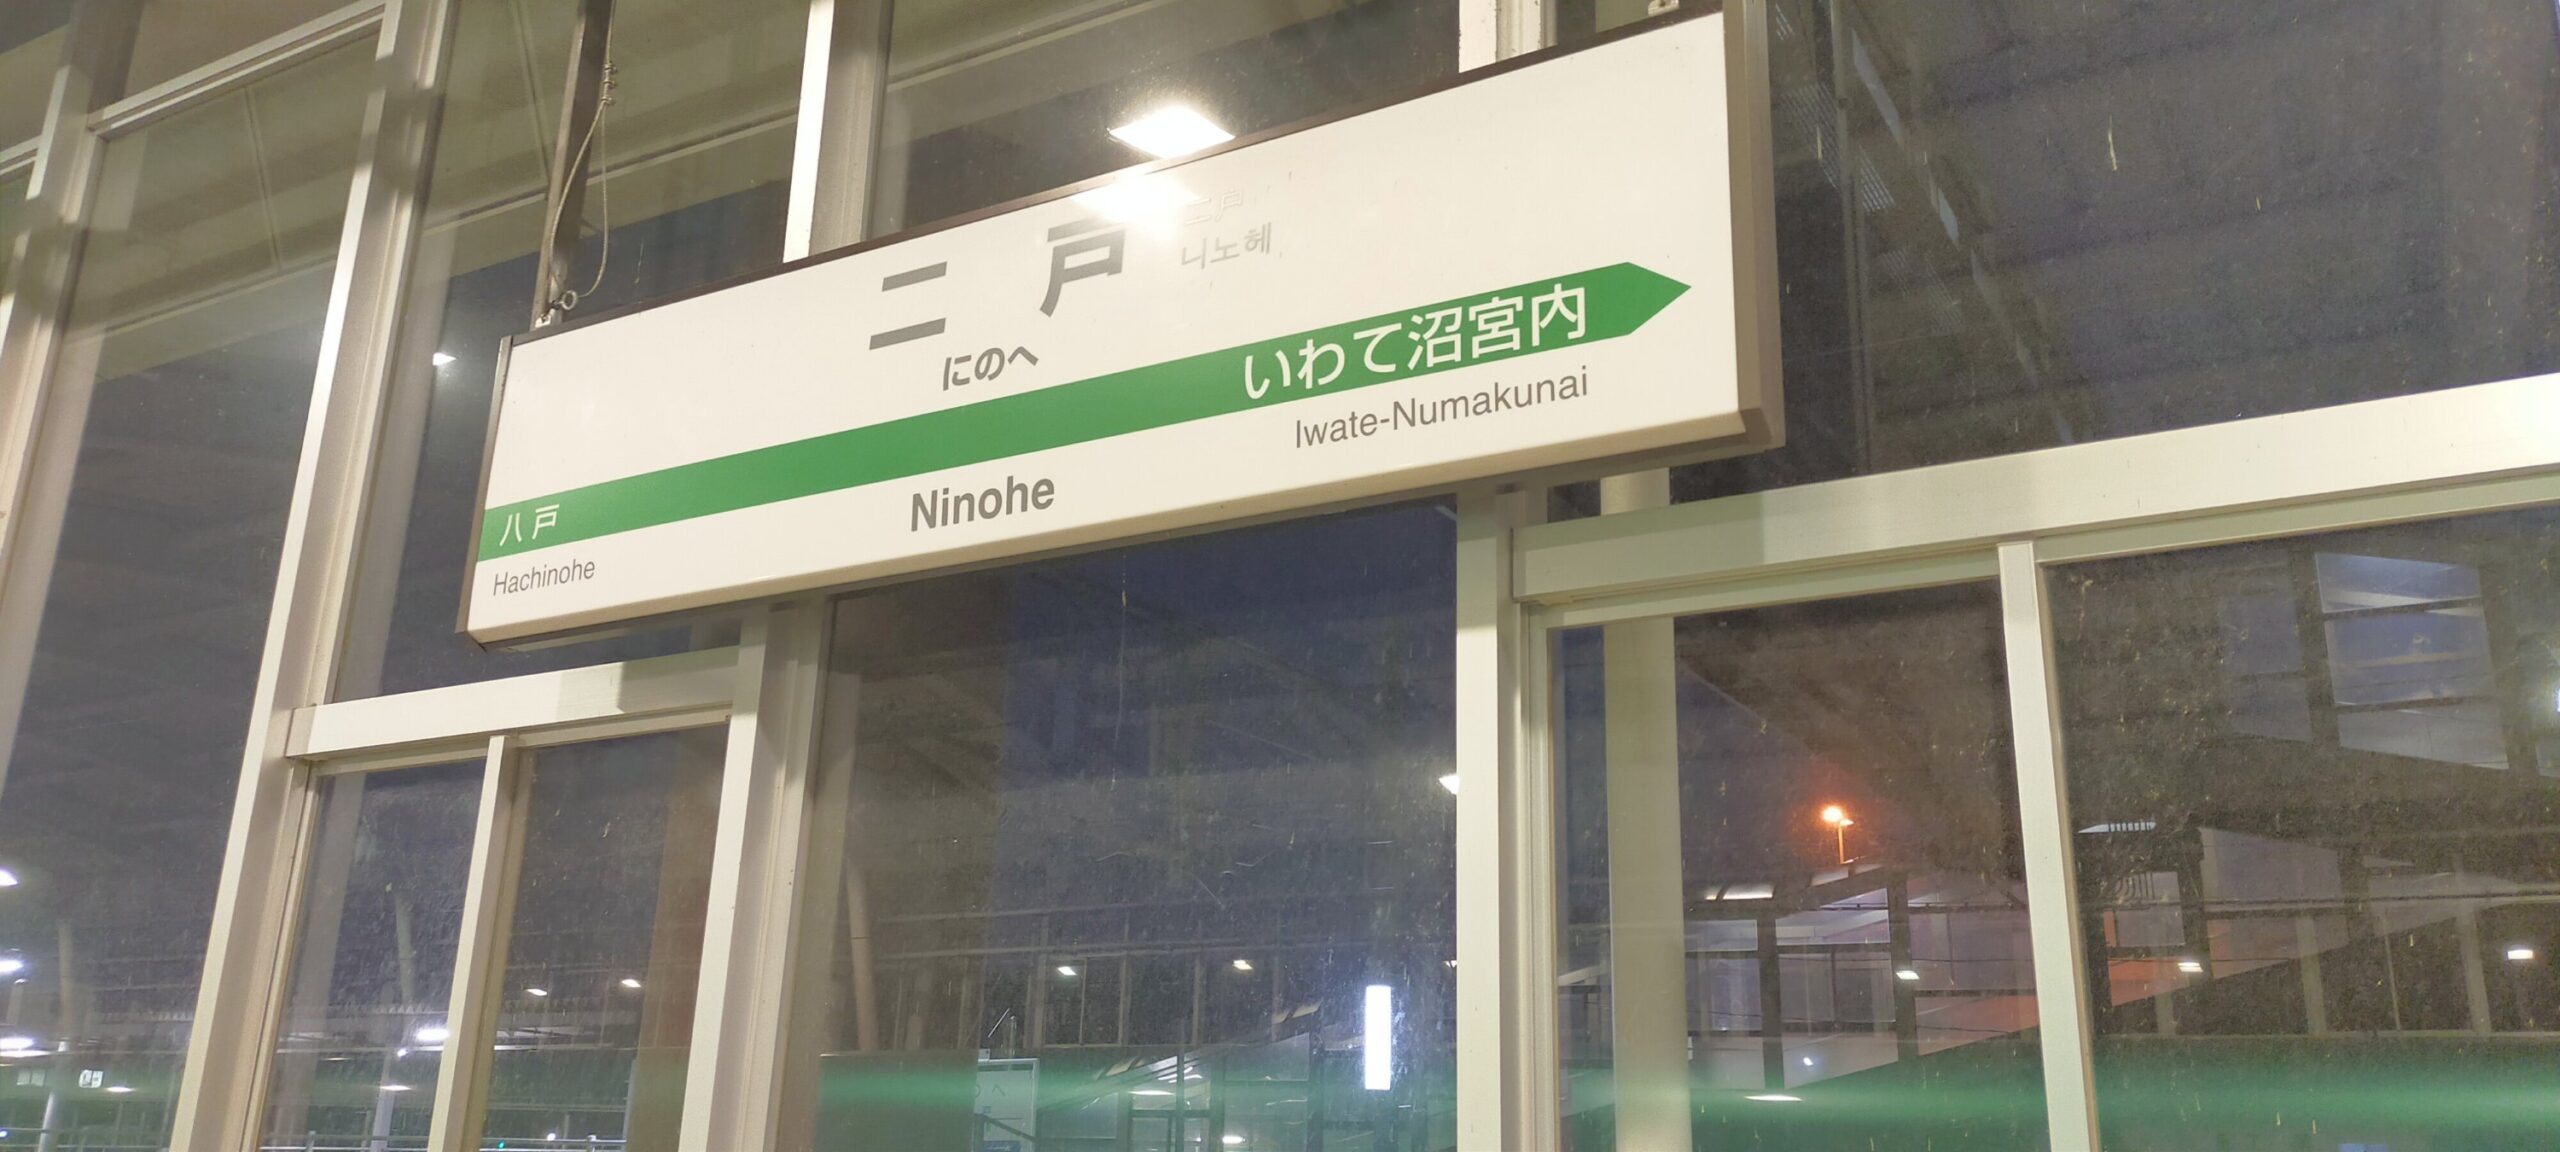 二戸
二戸
니노헤
にのへ
いわて沼宮内
Iwate-Numakunai
八戸
Hachinohe
Ninohe